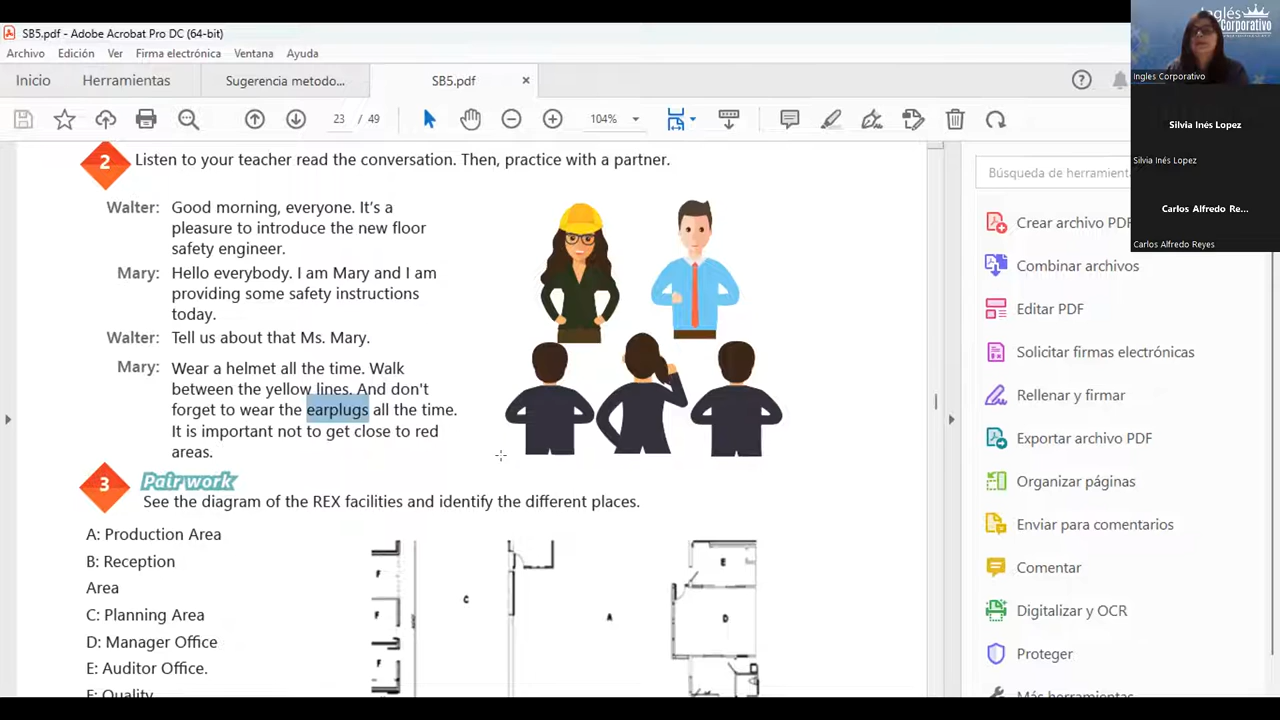 SB5.pdf - Adobe Acrobat Pro DC (64-bit)
Archivo Edición Ver Firma electrónica Ventana Ayuda
Inicio Herramientas Sugerencia metodo... SB5.pdf ×
23 / 49 104%
Inglés
Corporativo
Ingles Corporativo
Silvia Inés Lopez
Silvia Inés Lopez
Carlos Alfredo Re...
Carlos Alfredo Reyes
2 Listen to your teacher read the conversation. Then, practice with a partner.
Walter: Good morning, everyone. It's a
pleasure to introduce the new floor
safety engineer.
Mary: Hello everybody. I am Mary and I am
providing some safety instructions
today.
Walter: Tell us about that Ms. Mary.
Mary: Wear a helmet all the time. Walk
between the yellow lines. And don't
forget to wear the earplugs all the time.
It is important not to get close to red
areas.
3 Pair work
See the diagram of the REX facilities and identify the different places.
A: Production Area
B: Reception
Area
C: Planning Area
D: Manager Office
E: Auditor Office.
F: Quality
F
F
F
C
A
E
D
Búsqueda de herramient
Crear archivo PDF
Combinar archivos
Editar PDF
Solicitar firmas electrónicas
Rellenar y firmar
Exportar archivo PDF
Organizar páginas
Enviar para comentarios
Comentar
Digitalizar y OCR
Proteger
Más herramientas